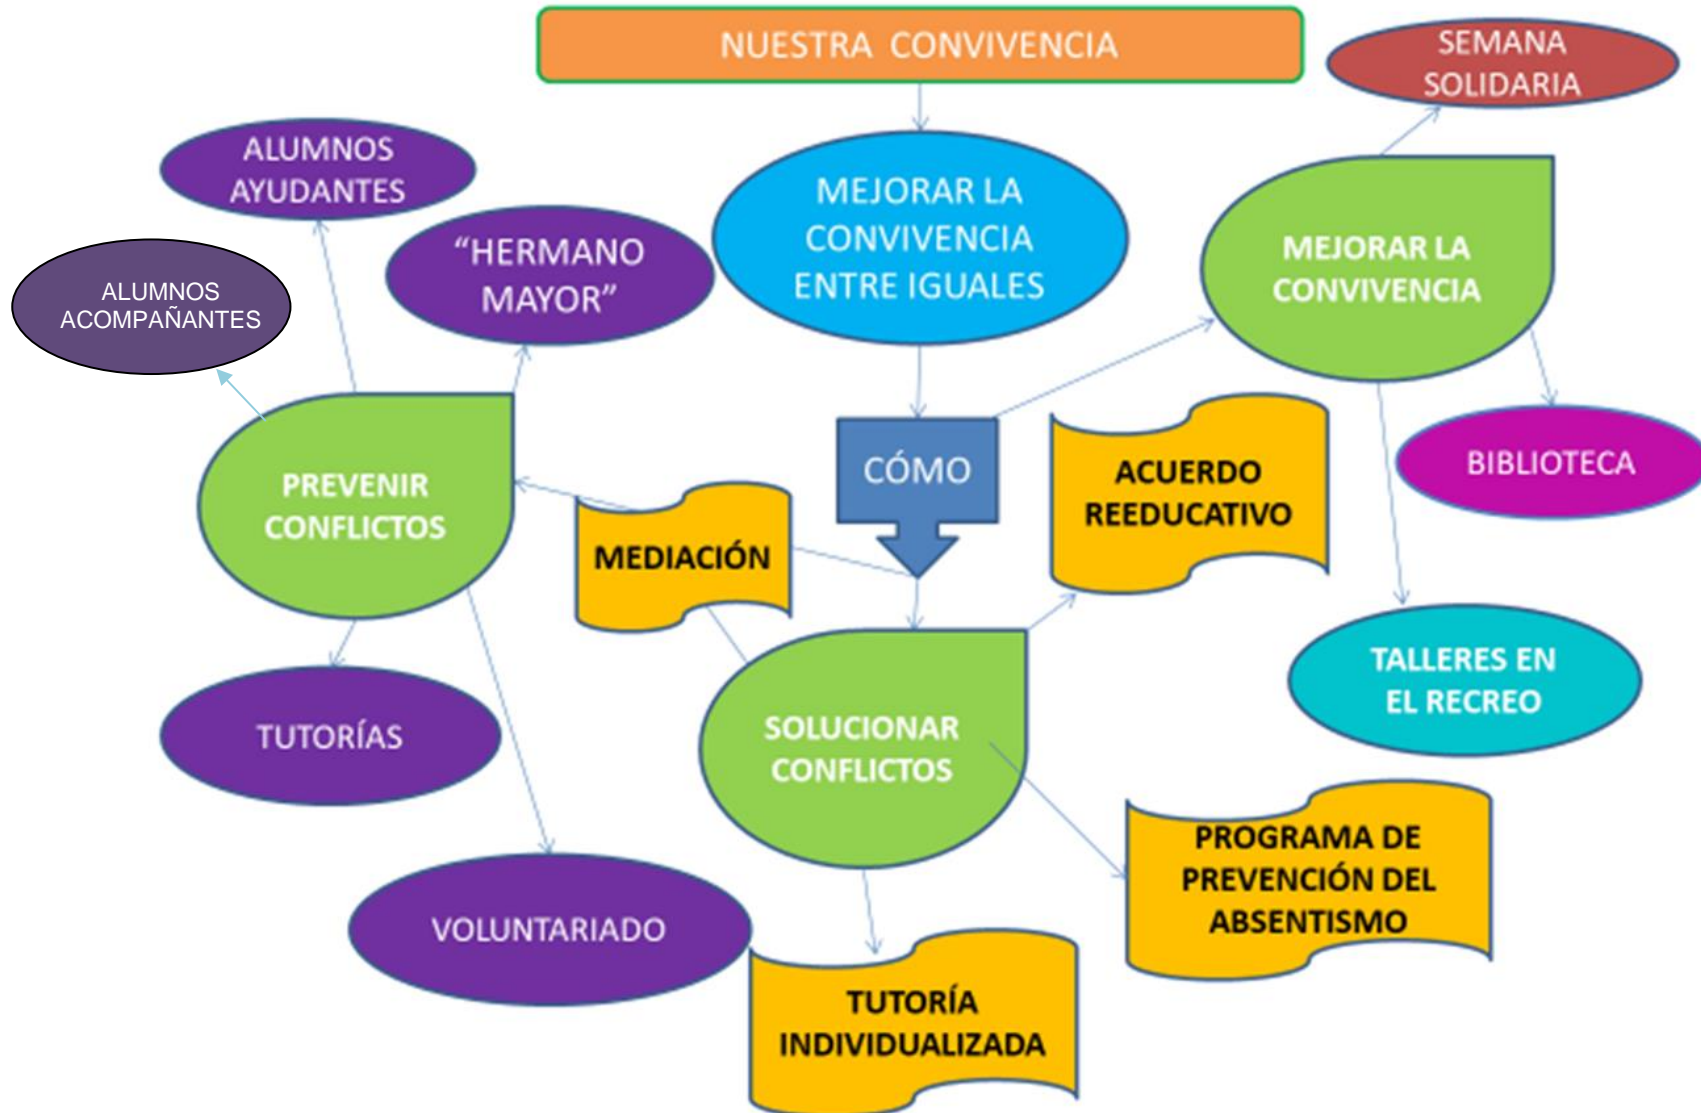 NUESTRA CONVIVENCIA
SEMANA
SOLIDARIA
ALUMNOS
AYUDANTES
"HERMANO
MAYOR"
ALUMNOS
ACOMPAÑANTES
MEJORAR LA
CONVIVENCIA
ENTRE IGUALES
MEJORAR LA
CONVIVENCIA
CÓMO
ACUERDO
REEDUCATIVO
BIBLIOTECA
PREVENIR
CONFLICTOS
MEDIACIÓN
TALLERES EN
EL RECREO
TUTORÍAS
SOLUCIONAR
CONFLICTOS
PROGRAMA DE
PREVENCIÓN DEL
ABSENTISMO
VOLUNTARIADO
TUTORÍA
INDIVIDUALIZADA